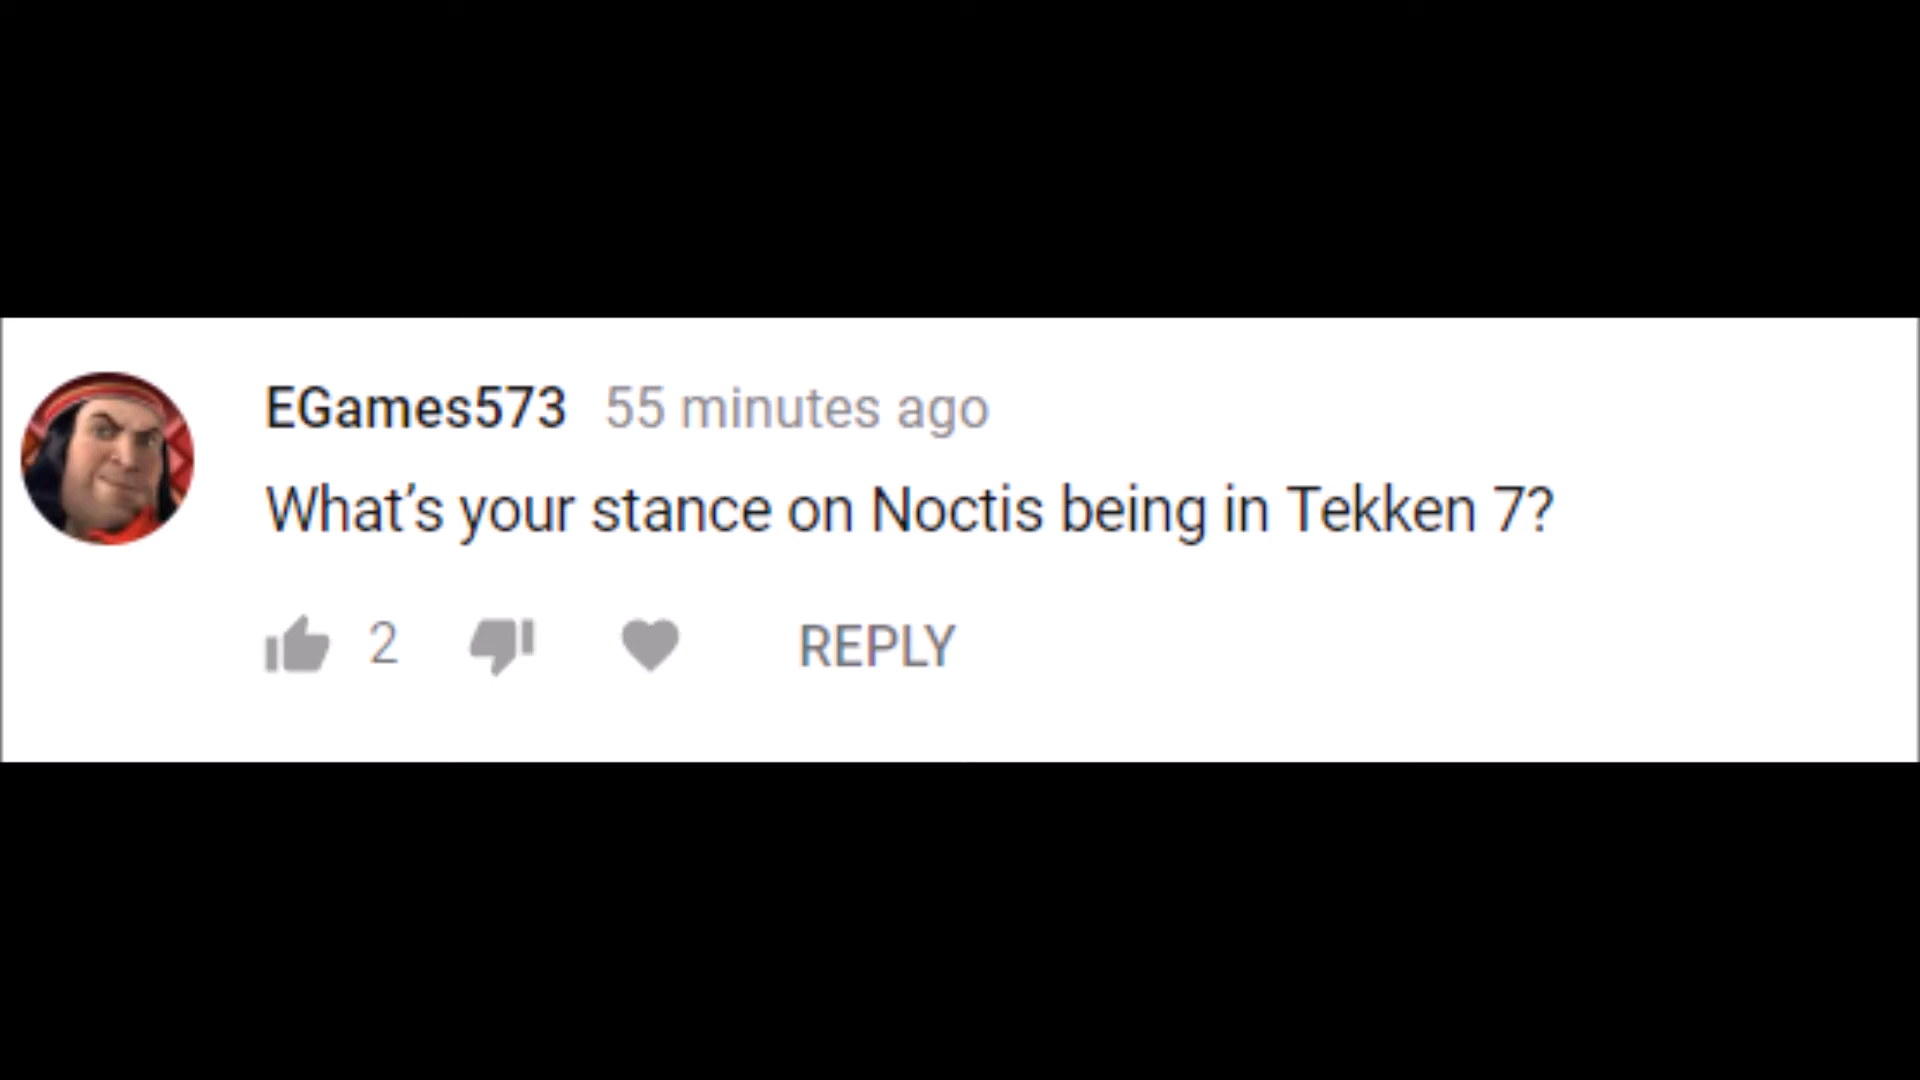 EGames573 55 minutes ago
What’s your stance on Noctis being in Tekken 7?
2 REPLY